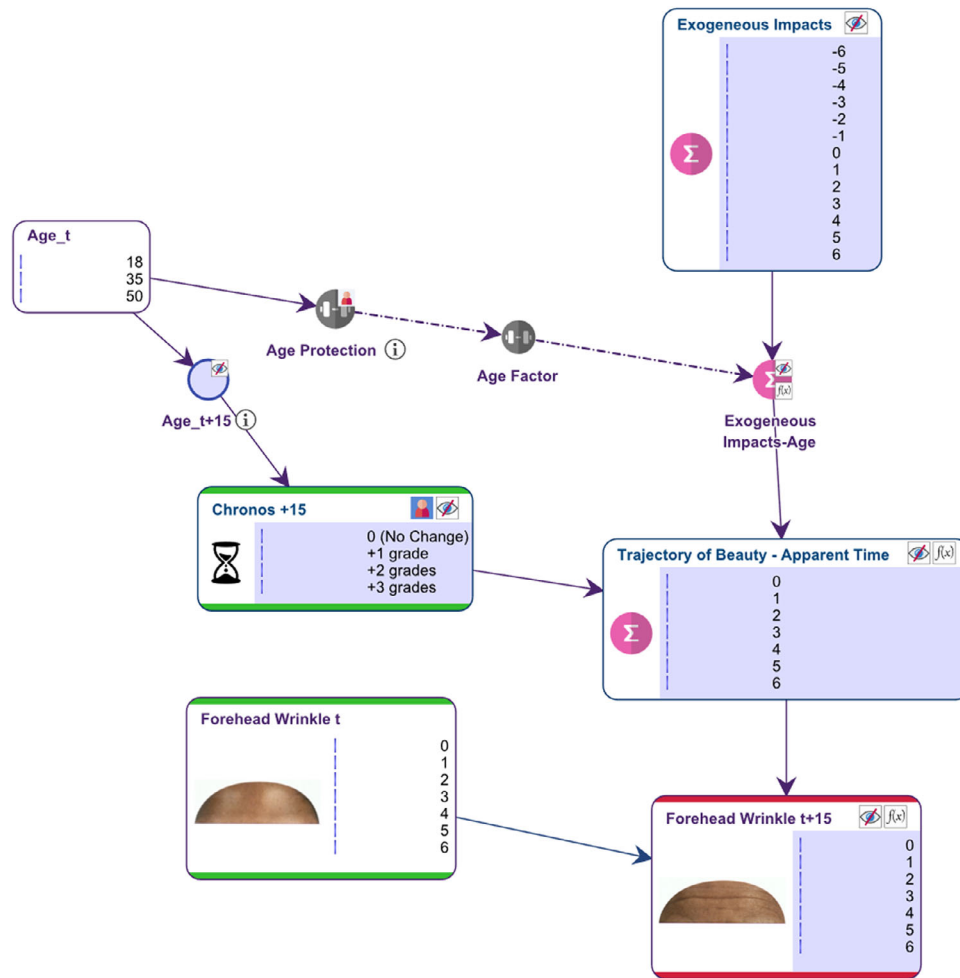 Exogeneous Impacts
-6
-5
-4
-3
-2
-1
0
1
2
3
4
5
6
Σ
Age_t
18
35
50
Age Protection i
Age Factor
Σ
f(x)
Exogeneous
Impacts-Age
Age_t+15 i
Chronos +15
0 (No Change)
+1 grade
+2 grades
+3 grades
Trajectory of Beauty - Apparent Time f(x)
0
1
2
3
4
5
6
Σ
Forehead Wrinkle t
0
1
2
3
4
5
6
Forehead Wrinkle t+15 f(x)
0
1
2
3
4
5
6